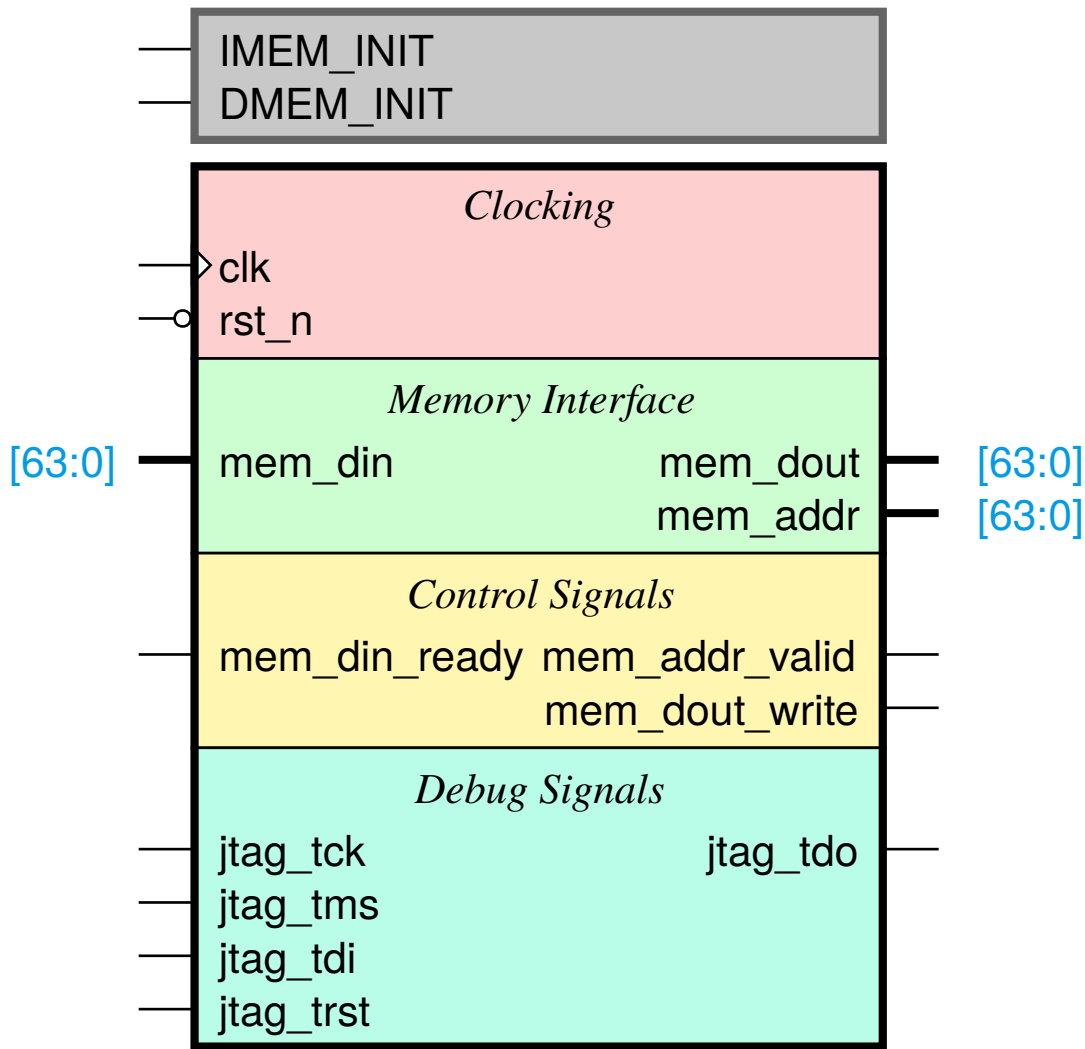 IMEM_INIT
DMEM_INIT
Clocking
clk
rst_n
Memory Interface
[63:0] mem_din mem_dout [63:0]
mem_addr [63:0]
Control Signals
mem_din_ready mem_addr_valid
mem_dout_write
Debug Signals
jtag_tck jtag_tdo
jtag_tms
jtag_tdi
jtag_trst